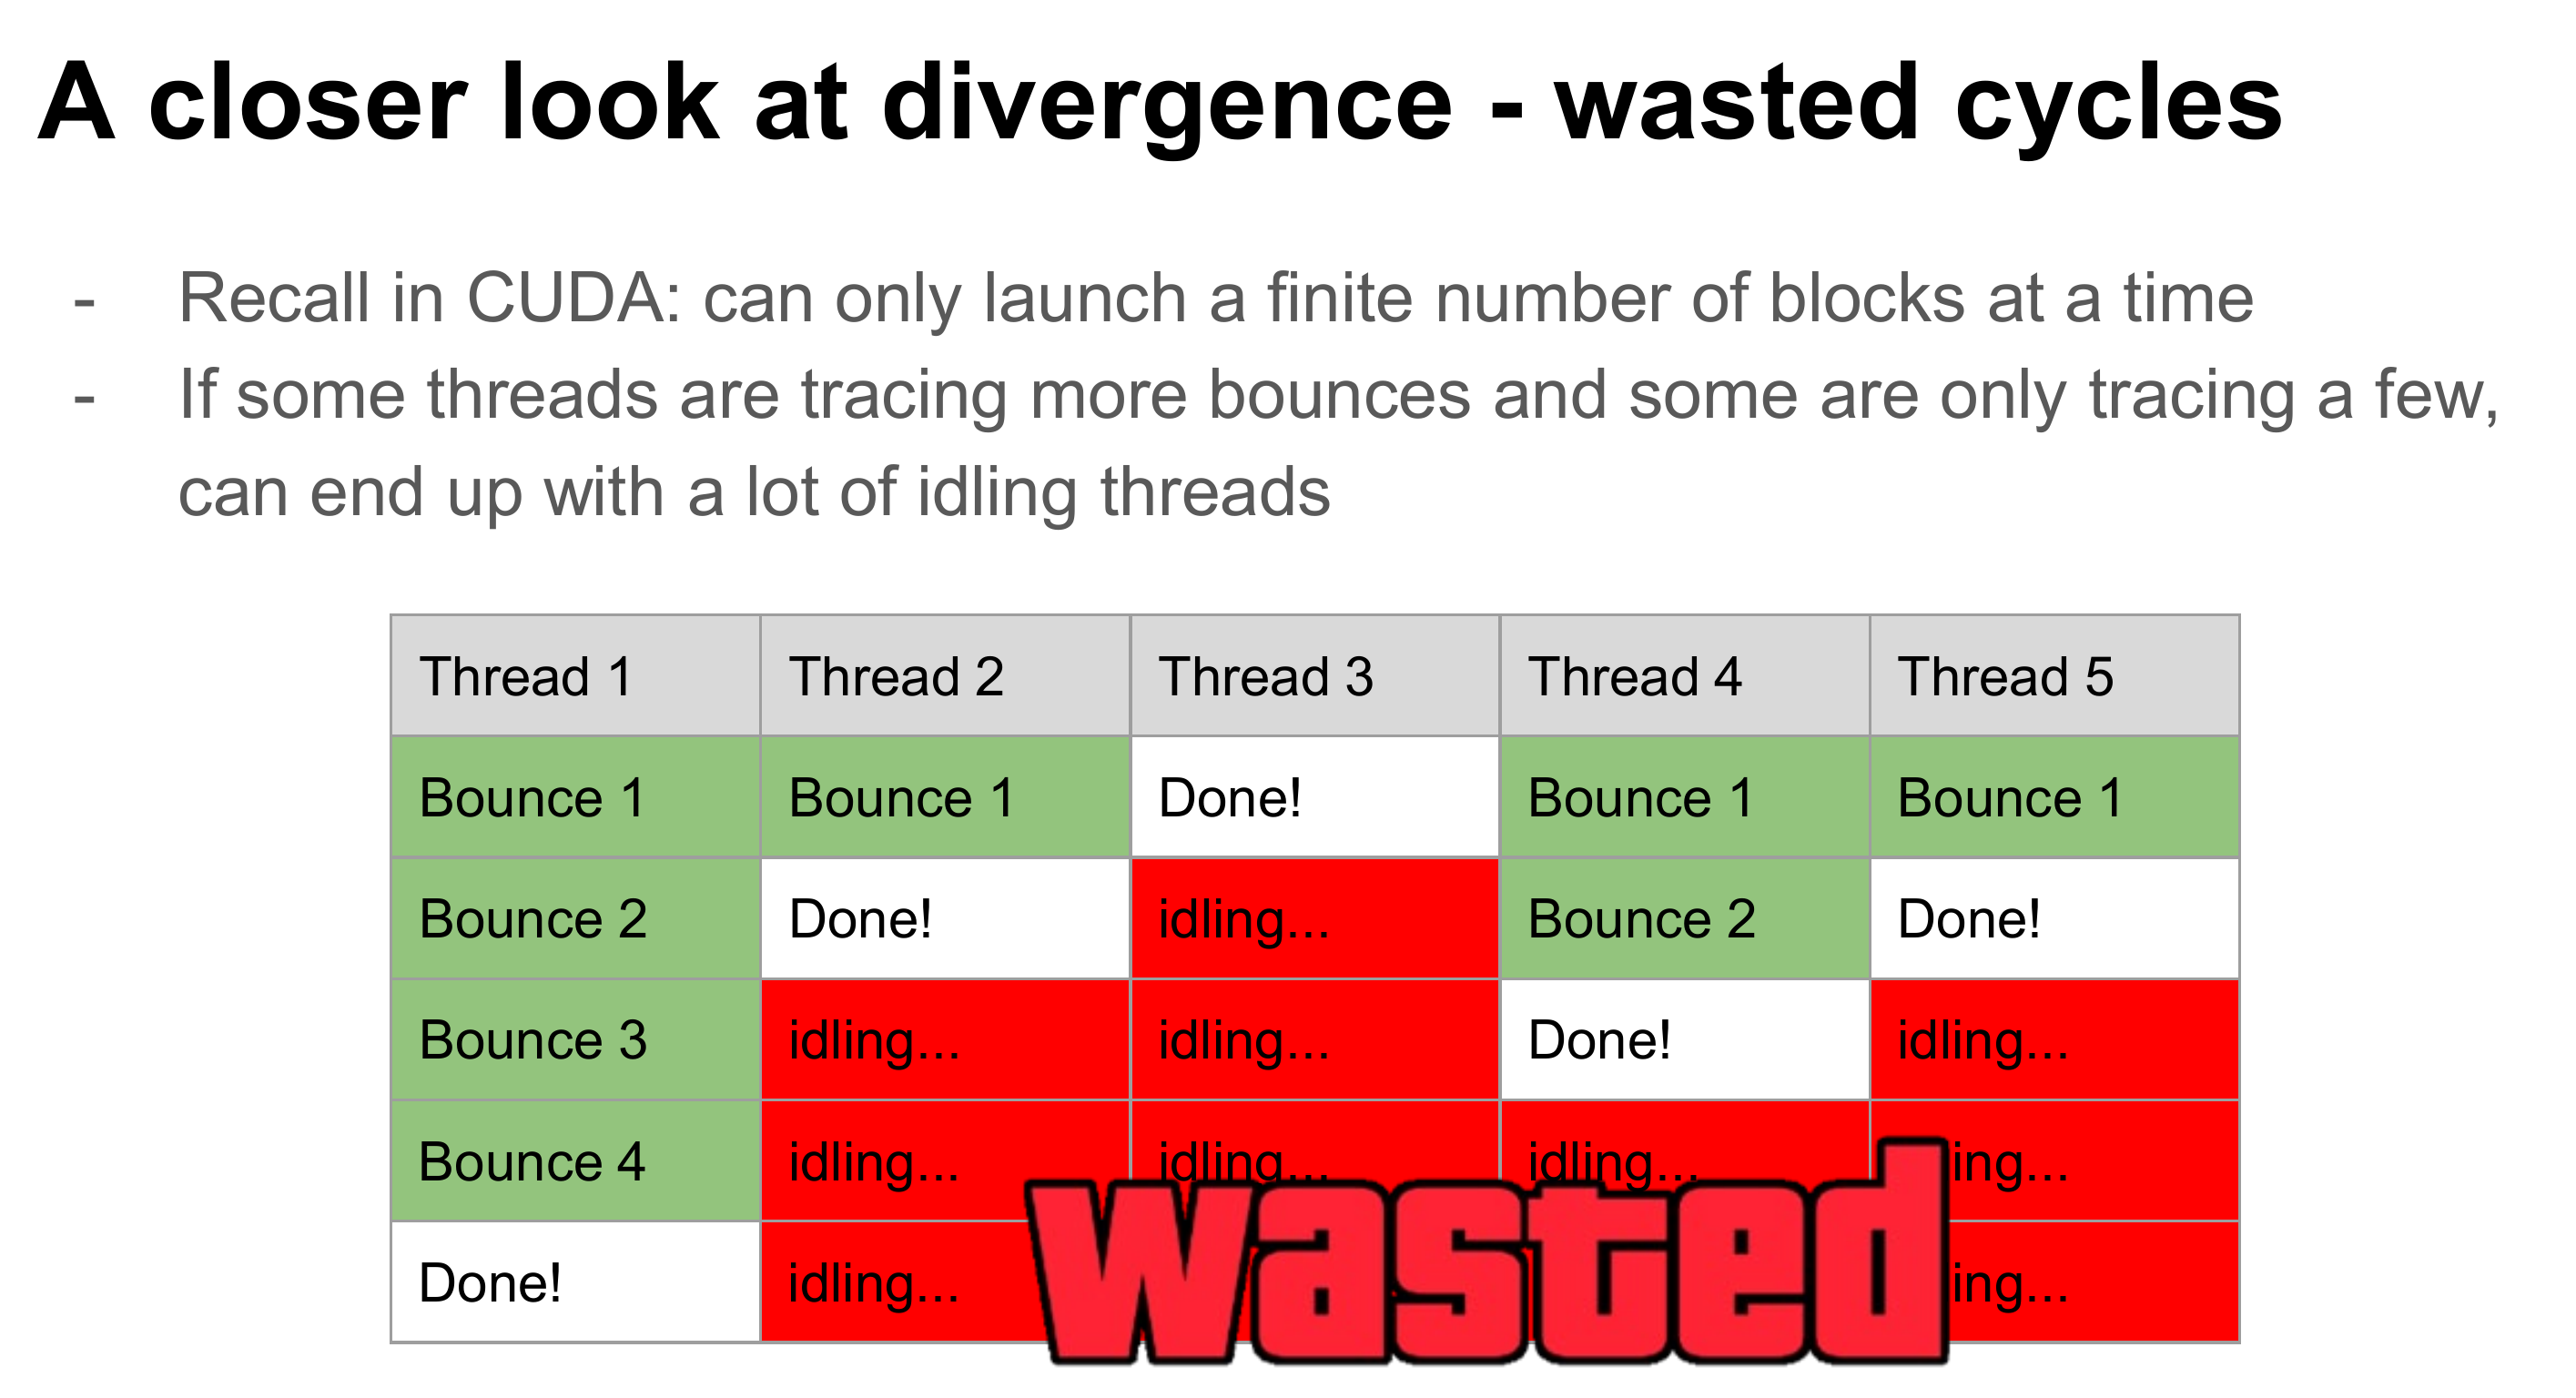 A closer look at divergence - wasted cycles
- Recall in CUDA: can only launch a finite number of blocks at a time
- If some threads are tracing more bounces and some are only tracing a few,
can end up with a lot of idling threads
Thread 1 Thread 2 Thread 3 Thread 4 Thread 5
Bounce 1 Bounce 1 Done! Bounce 1 Bounce 1
Bounce 2 Done! idling... Bounce 2 Done!
Bounce 3 idling... idling... Done! idling...
Bounce 4 idling... idling... idling... ing...
Done! idling... ing...
wasted